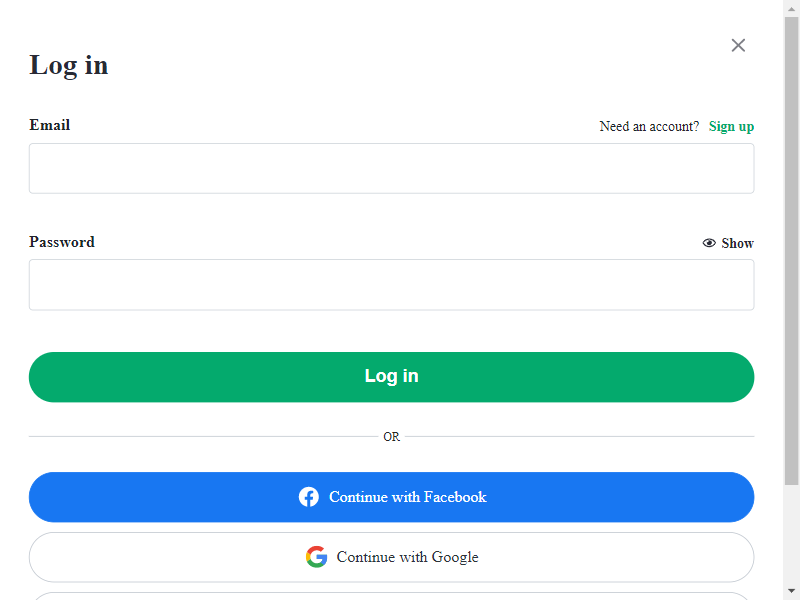 Log in
Email
Need an account? Sign up
Password
Show
Log in
OR
Continue with Facebook
Continue with Google